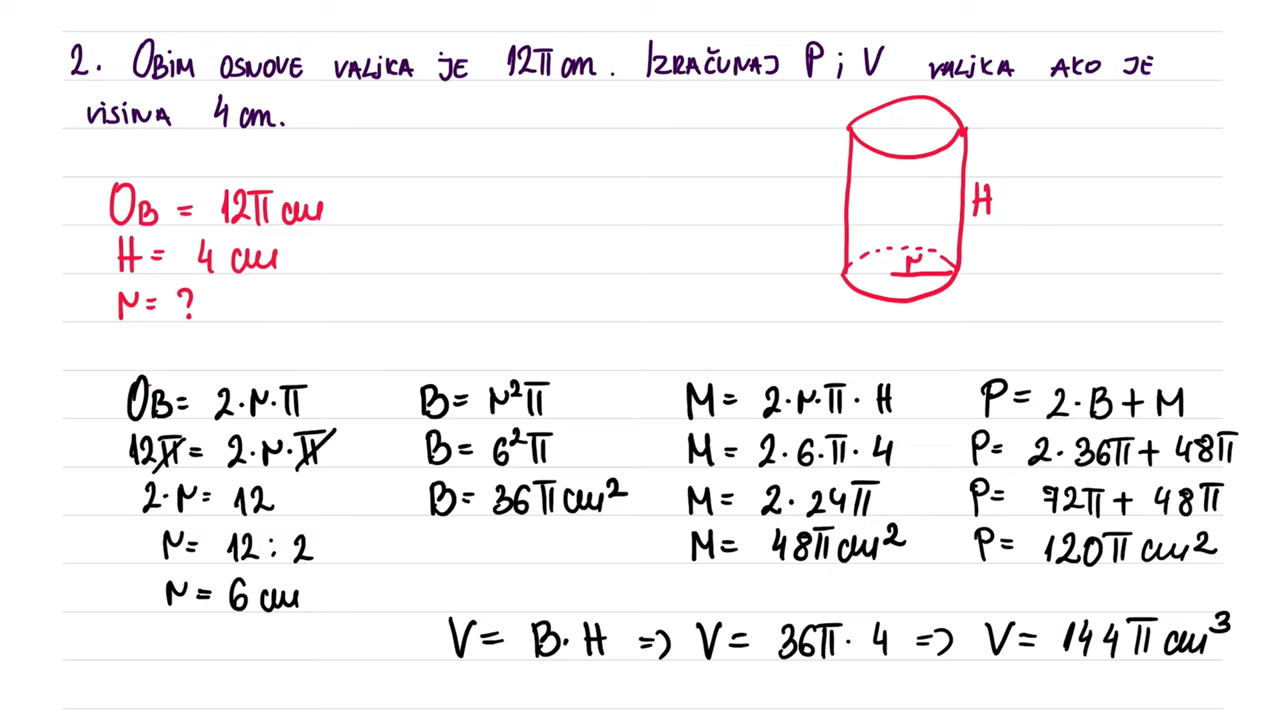 2. OBIM OSNOVE VALJKA JE 12π cm. IZRAČUNAJ P i V VALJKA AKO JE
VISINA 4 cm.
O_B = 12π cm
H = 4 cm
r = ?
H
r
O_B = 2·r·π
12π = 2·r·π
2·r = 12
r = 12 : 2
r = 6 cm
B = r²π
B = 6²π
B = 36π cm²
M = 2·r·π·H
M = 2·6·π·4
M = 2·24π
M = 48π cm²
P = 2·B + M
P = 2·36π + 48π
P = 72π + 48π
P = 120π cm²
V = B·H => V = 36π·4 => V = 144π cm³